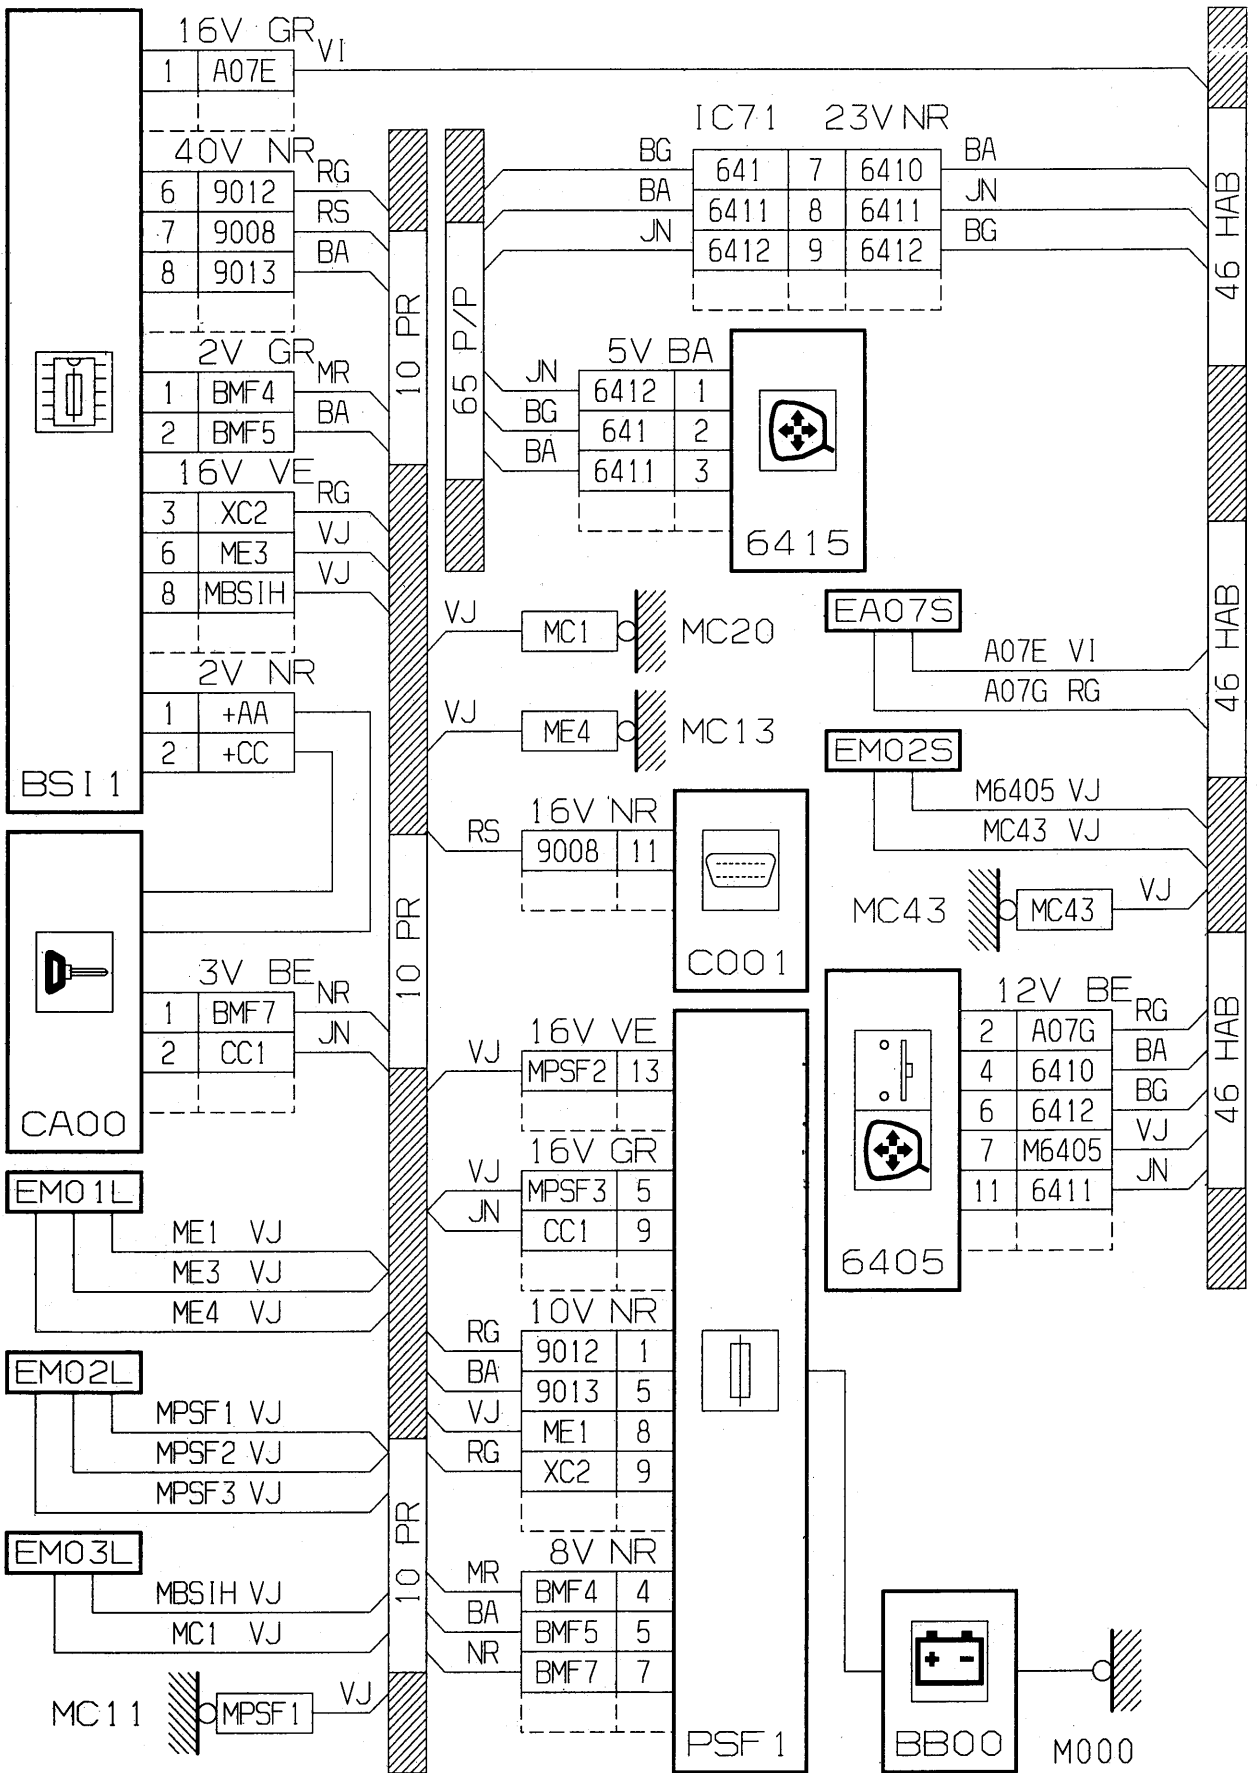 16V GR
VI
1 A07E
40V NR
RG
6 9012
RS
7 9008
BA
8 9013
2V GR
MR
1 BMF4
BA
2 BMF5
16V VE
RG
3 XC2
VJ
6 ME3
VJ
8 MBSIH
2V NR
1 +AA
2 +CC
BSI1
3V BE
NR
1 BMF7
JN
2 CC1
CA00
EM01L
ME1 VJ
ME3 VJ
ME4 VJ
EM02L
MPSF1 VJ
MPSF2 VJ
MPSF3 VJ
EM03L
MBSIH VJ
MC1 VJ
MC11
MPSF1
VJ
10 PR
10 PR
10 PR
65 P/P
IC71 23V NR
BG 641 7 6410 BA
BA 6411 8 6411 JN
JN 6412 9 6412 BG
5V BA
JN 6412 1
BG 641 2
BA 6411 3
6415
VJ MC1 MC20
VJ ME4 MC13
16V NR
RS 9008 11
C001
16V VE
VJ MPSF2 13
16V GR
VJ MPSF3 5
JN CC1 9
10V NR
RG 9012 1
BA 9013 5
VJ ME1 8
RG XC2 9
8V NR
MR BMF4 4
BA BMF5 5
NR BMF7 7
PSF1
EA07S
A07E VI
A07G RG
EM02S
M6405 VJ
MC43 VJ
MC43 MC43 VJ
12V BE
2 A07G RG
4 6410 BA
6 6412 BG
7 M6405 VJ
11 6411 JN
6405
46 HAB
46 HAB
46 HAB
BB00
M000